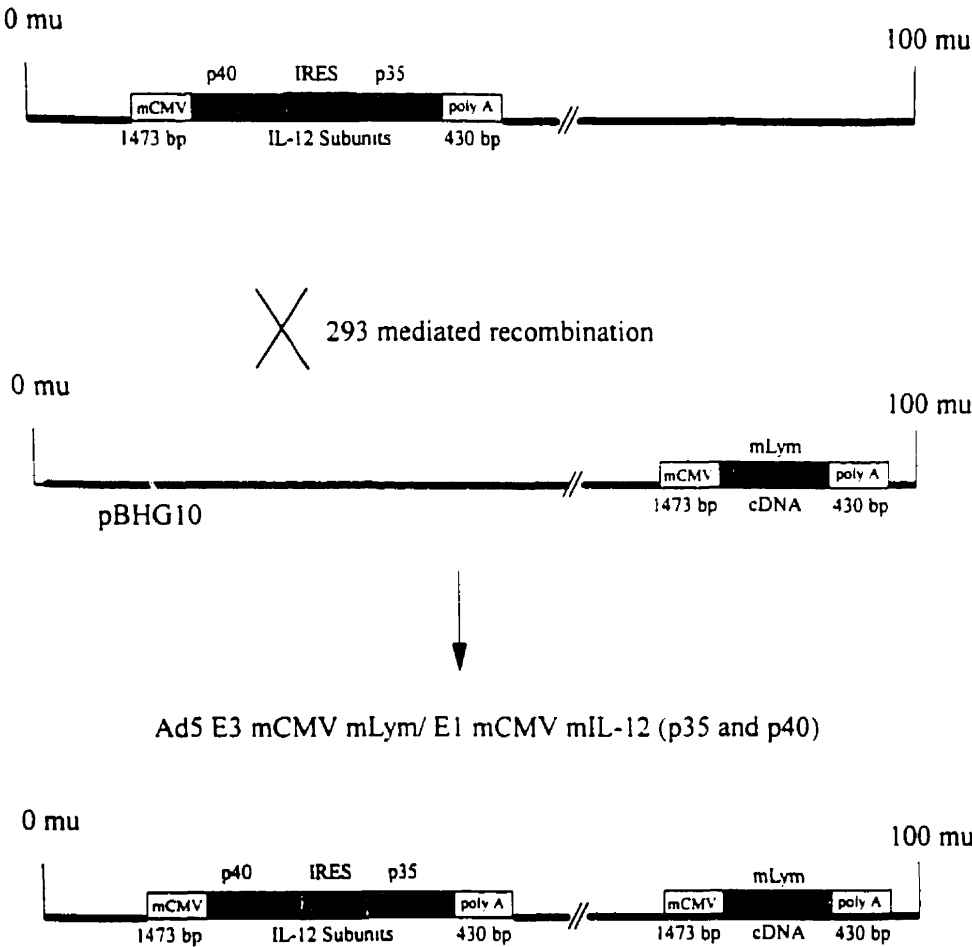 0 mu
100 mu
p40 IRES p35
mCMV poly A
1473 bp IL-12 Subunits 430 bp
293 mediated recombination
0 mu
100 mu
mLym
mCMV poly A
1473 bp cDNA 430 bp
pBHG10
Ad5 E3 mCMV mLym/ E1 mCMV mIL-12 (p35 and p40)
0 mu
100 mu
p40 IRES p35 mLym
mCMV poly A mCMV poly A
1473 bp IL-12 Subunits 430 bp 1473 bp cDNA 430 bp